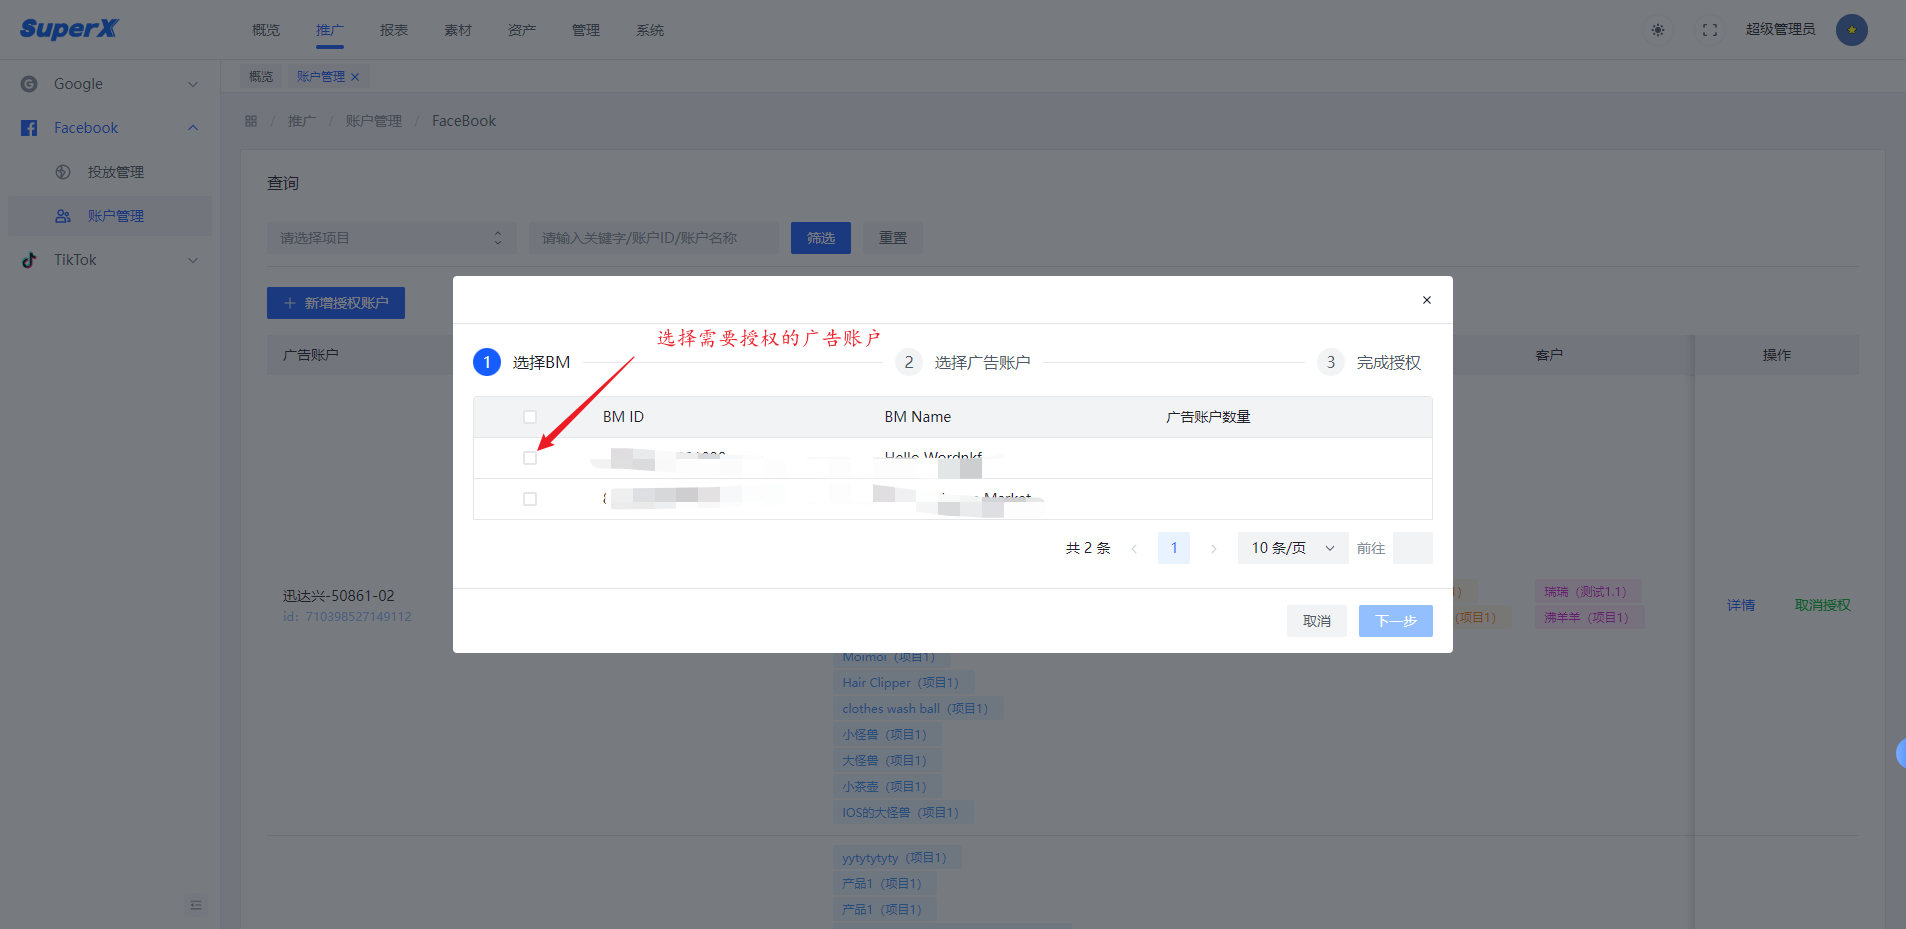 SuperX
概览
推广
报表
素材
资产
管理
系统
超级管理员
Google
Facebook
投放管理
账户管理
TikTok
概览
账户管理 ×
/ 推广 / 账户管理 / FaceBook
查询
请选择项目
请输入关键字/账户ID/账户名称
筛选
重置
+ 新增授权账户
广告账户
客户
操作
选择需要授权的广告账户
1 选择BM
2 选择广告账户
3 完成授权
BM ID
BM Name
广告账户数量
Hello Wordnkf
Market
共 2 条
1
10 条/页
前往
取消
下一步
迅达兴-50861-02
id: 710398527149112
(项目1)
瑞瑞 (测试1.1)
沸羊羊 (项目1)
详情
取消授权
Moimoi (项目1)
Hair Clipper (项目1)
clothes wash ball (项目1)
小怪兽 (项目1)
大怪兽 (项目1)
小茶壶 (项目1)
IOS的大怪兽 (项目1)
yytytytyty (项目1)
产品1 (项目1)
产品1 (项目1)